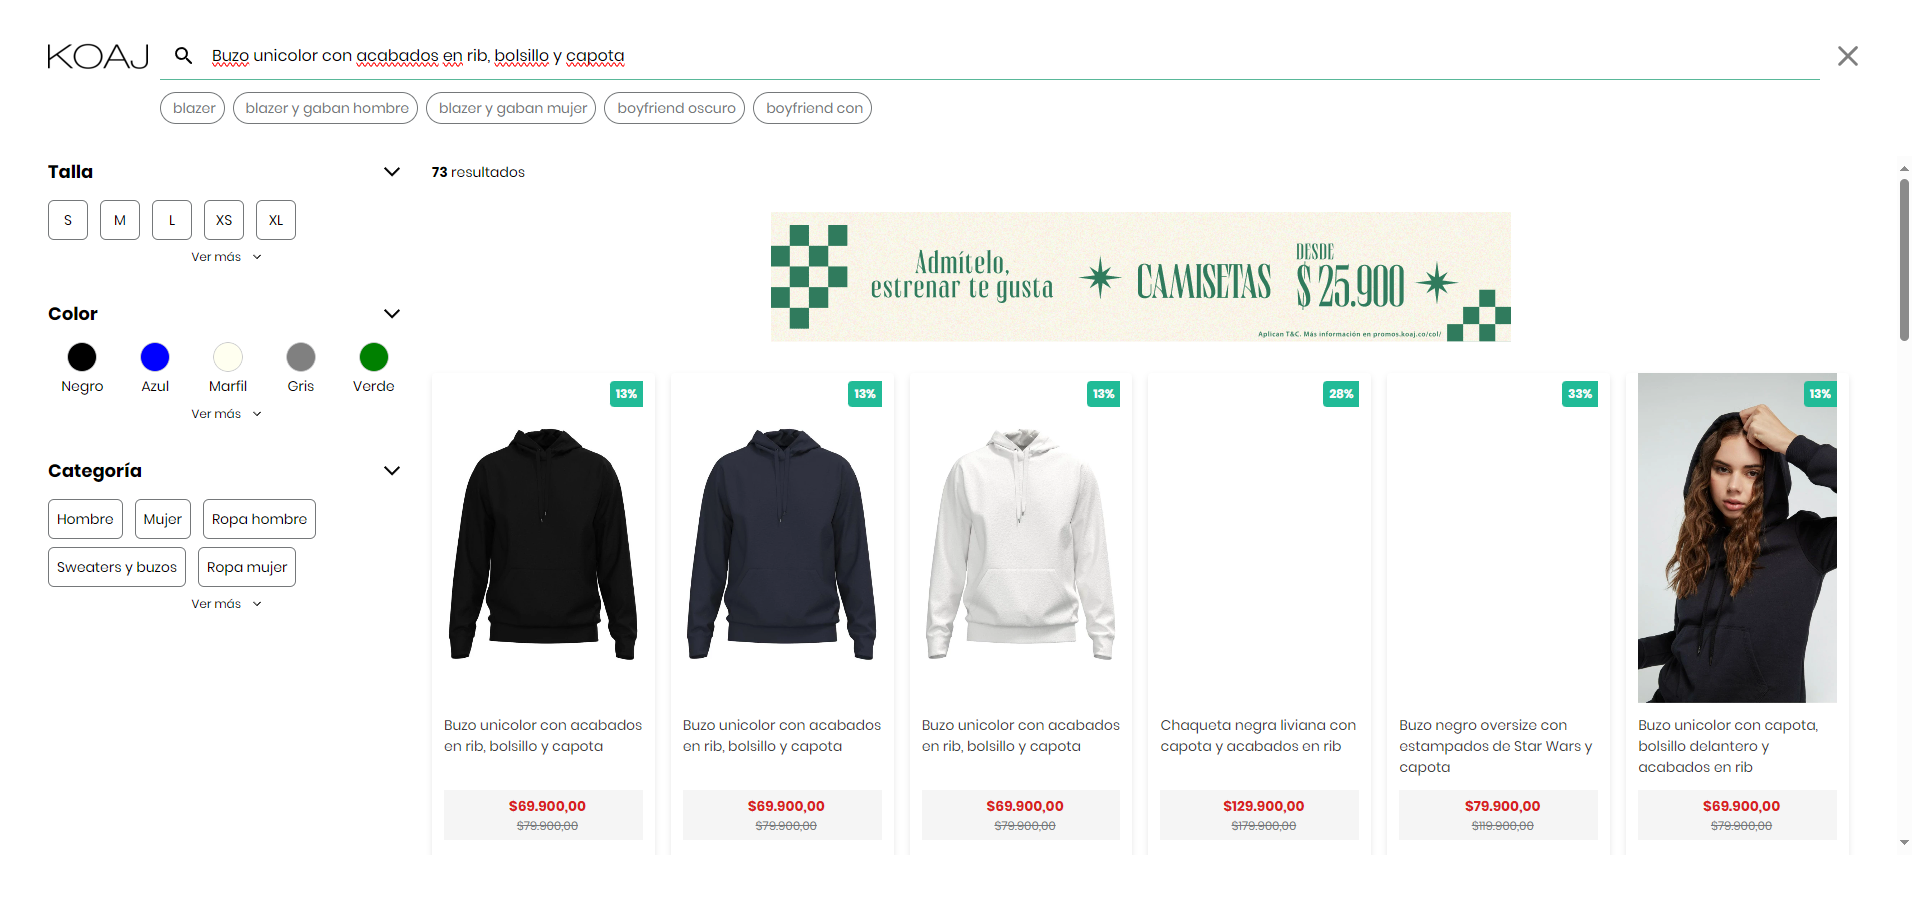 KOAJ
Buzo unicolor con acabados en rib, bolsillo y capota
blazer
blazer y gaban hombre
blazer y gaban mujer
boyfriend oscuro
boyfriend con
Talla
S
M
L
XS
XL
Ver más
Color
Negro
Azul
Marfil
Gris
Verde
Ver más
Categoría
Hombre
Mujer
Ropa hombre
Sweaters y buzos
Ropa mujer
Ver más
73 resultados
Admítelo,
estrenar te gusta
CAMISETAS
DESDE
$25.900
Aplican T&C. Más información en promos.koaj.co/col/
13%
Buzo unicolor con acabados
en rib, bolsillo y capota
$69.900,00
$79.900,00
13%
Buzo unicolor con acabados
en rib, bolsillo y capota
$69.900,00
$79.900,00
13%
Buzo unicolor con acabados
en rib, bolsillo y capota
$69.900,00
$79.900,00
28%
Chaqueta negra liviana con
capota y acabados en rib
$129.900,00
$179.900,00
33%
Buzo negro oversize con
estampados de Star Wars y
capota
$79.900,00
$119.900,00
13%
Buzo unicolor con capota,
bolsillo delantero y
acabados en rib
$69.900,00
$79.900,00